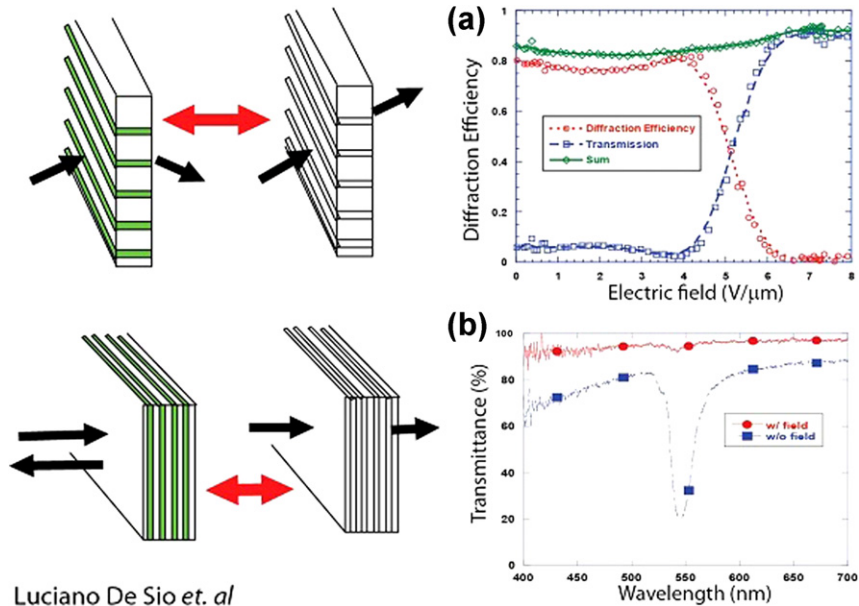 (a)
Diffraction Efficiency
1
0.8
0.6
0.4
0.2
0
Diffraction Efficiency
Transmission
Sum
0 1 2 3 4 5 6 7 8
Electric field (V/μm)
(b)
Transmittance (%)
100
80
60
40
20
0
w/ field
w/o field
400 450 500 550 600 650 700
Wavelength (nm)
Luciano De Sio et. al